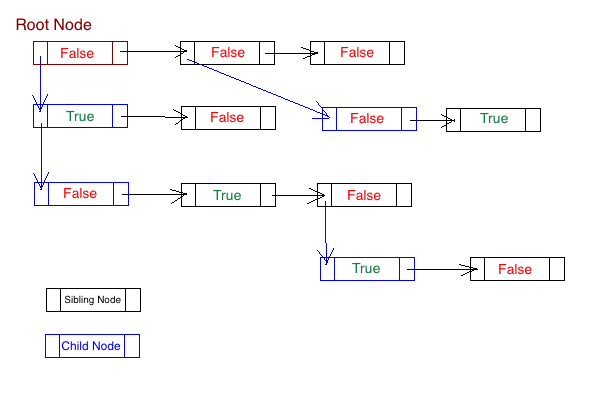 Root Node
False False False
True False False True
False True False
True False
Sibling Node
Child Node